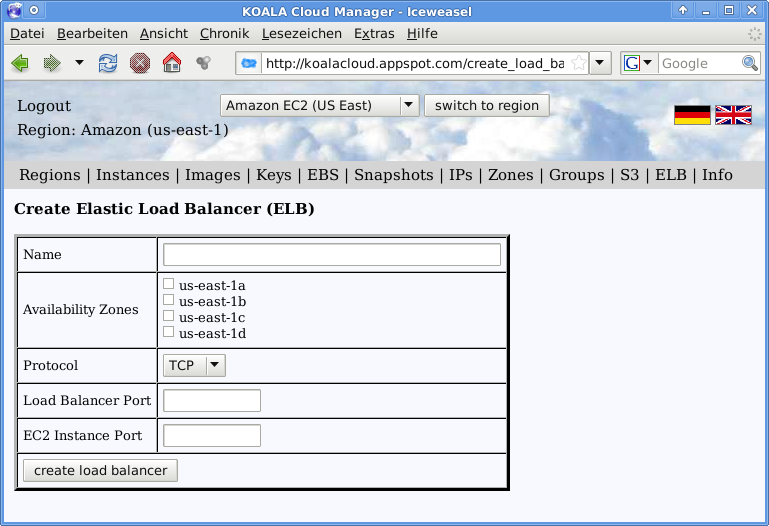 KOALA Cloud Manager - Iceweasel
Datei Bearbeiten Ansicht Chronik Lesezeichen Extras Hilfe
http://koalacloud.appspot.com/create_load_ba G Google
Logout Amazon EC2 (US East) switch to region
Region: Amazon (us-east-1)
Regions | Instances | Images | Keys | EBS | Snapshots | IPs | Zones | Groups | S3 | ELB | Info
Create Elastic Load Balancer (ELB)
Name
Availability Zones
us-east-1a
us-east-1b
us-east-1c
us-east-1d
Protocol TCP
Load Balancer Port
EC2 Instance Port
create load balancer